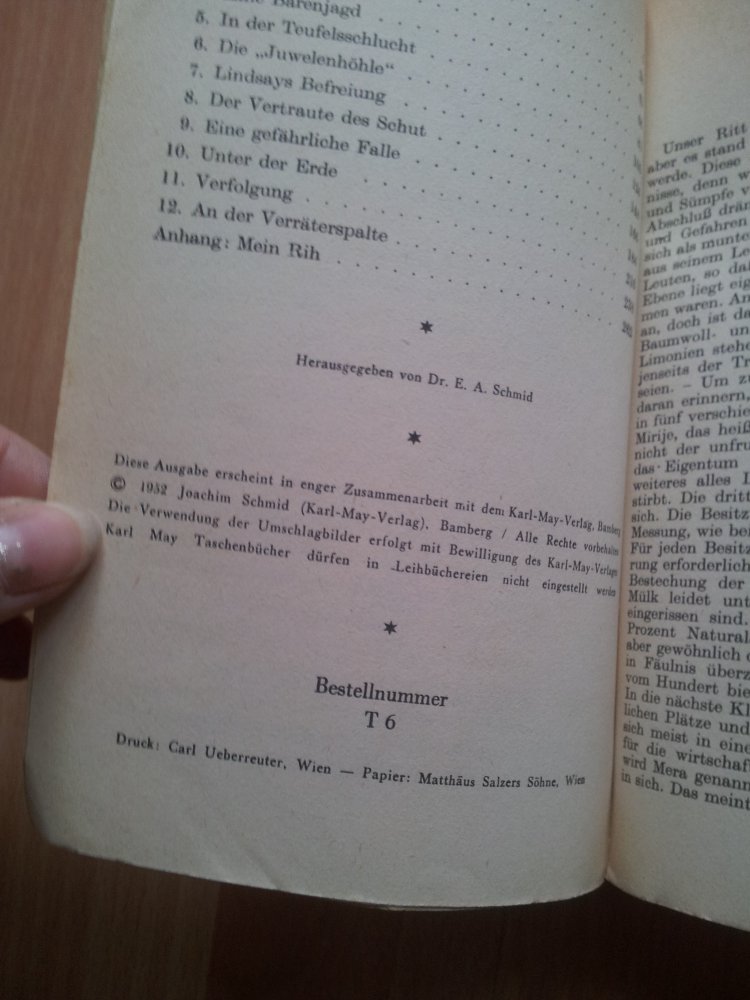 Bärenjagd
5. In der Teufelsschlucht
6. Die „Juwelenhöhle“
7. Lindsays Befreiung
8. Der Vertraute des Schut
9. Eine gefährliche Falle
10. Unter der Erde
11. Verfolgung
12. An der Verräterspalte
Anhang: Mein Rih
Herausgegeben von Dr. E. A. Schmid
Diese Ausgabe erscheint in enger Zusammenarbeit mit dem Karl-May-Verlag, Bamberg
© 1952 Joachim Schmid (Karl-May-Verlag), Bamberg / Alle Rechte vorbehalten
Die Verwendung der Umschlagbilder erfolgt mit Bewilligung des Karl-May-Verlages
Karl May Taschenbücher dürfen in Leihbüchereien nicht eingestellt werden
Bestellnummer
T 6
Druck: Carl Ueberreuter, Wien — Papier: Matthäus Salzers Söhne, Wien
Unser Ritt
aber es stand
werde. Diese
nisse, denn
und Sümpfe
Abschluß drän
und Gefahren
sich als munte
aus seinem Le
Leuten, so daß
Ebene liegt eig
men waren. An
an, doch ist da
Baumwoll- un
Limonien stehe
jenseits der Tr
seien. – Um zu
daran erinnern,
in fünf verschie
Mirije, das heiß
nicht der unfru
das Eigentum
weiteres alles L
stirbt. Die dritt
sich. Die Besitz
Messung, wie bei
Für jeden Besitz
rung erforderlich
Bestechung der
Mülk leidet unt
eingerissen sind.
Prozent Natural
aber gewöhnlich e
in Fäulnis überz
vom Hundert bie
In die nächste Kl
lichen Plätze und
sich meist in eine
für die wirtschaf
wird Mera genann
in sich. Das meint